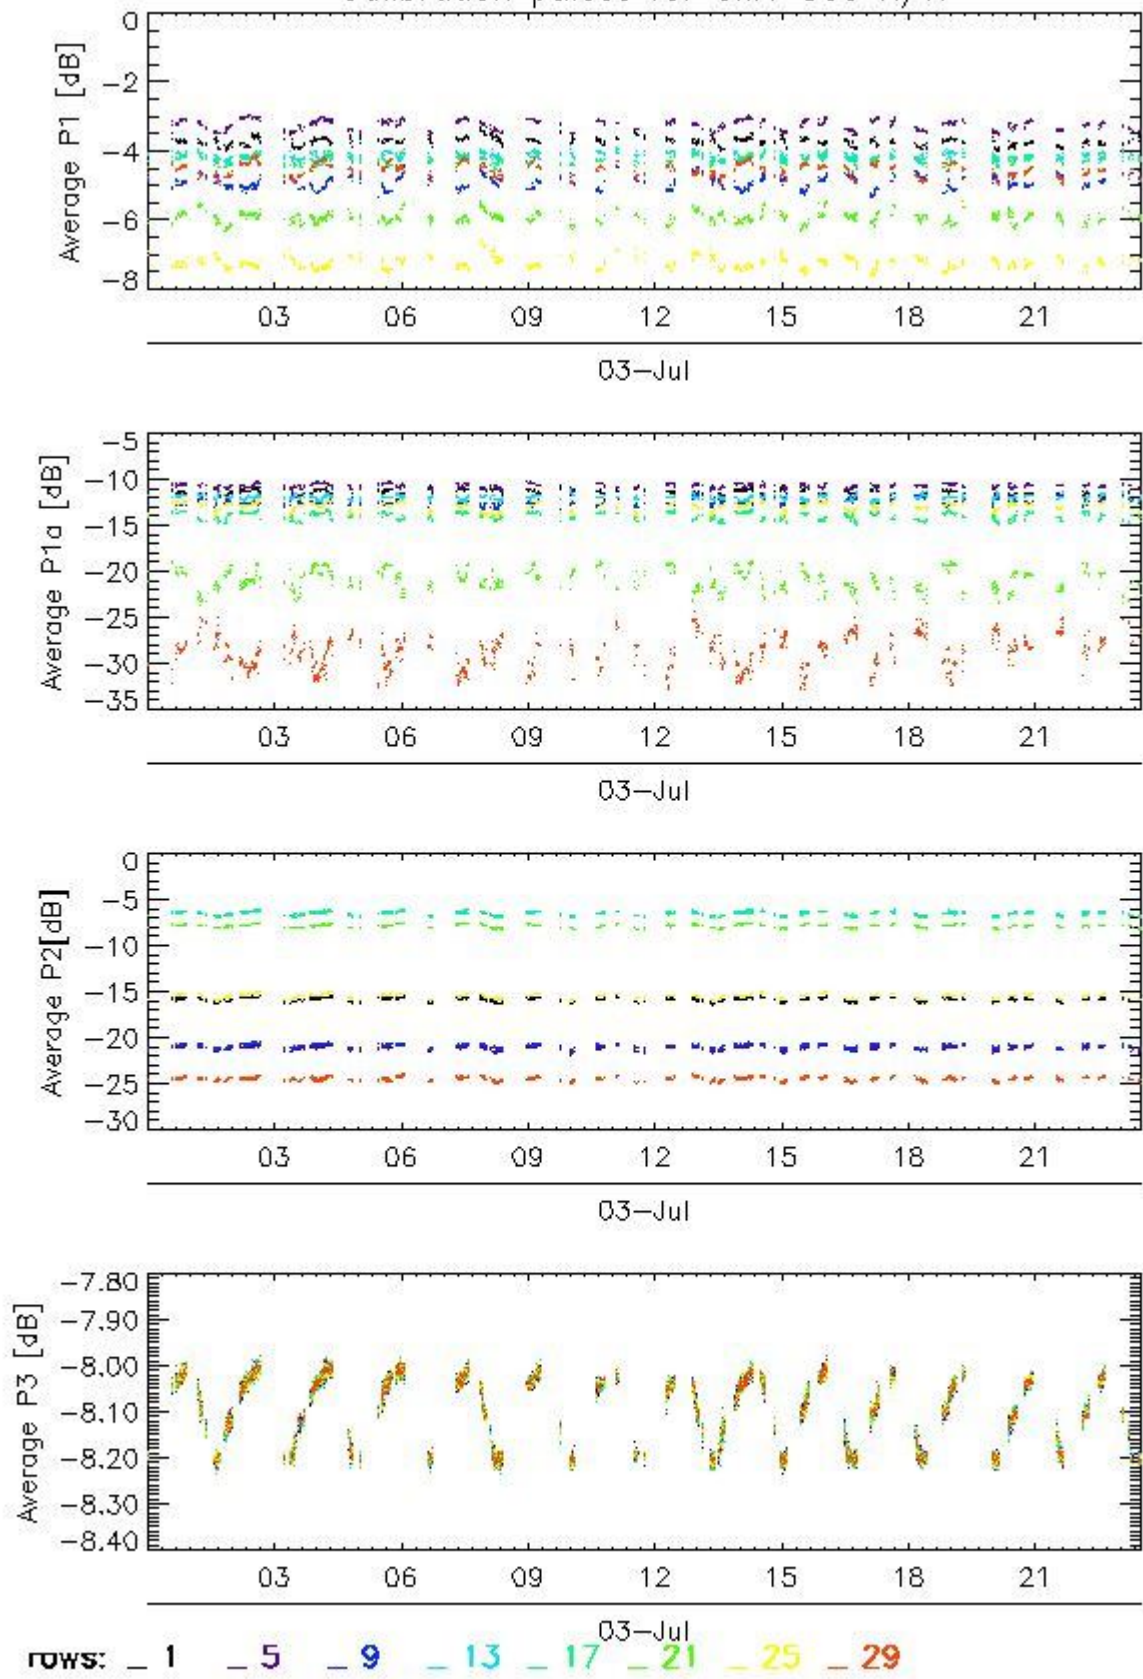 Average P1 [dB]
0
−2
−4
−6
−8
03 06 09 12 15 18 21
03−Jul
Average P1a [dB]
−5
−10
−15
−20
−25
−30
−35
03 06 09 12 15 18 21
03−Jul
Average P2[dB]
0
−5
−10
−15
−20
−25
−30
03 06 09 12 15 18 21
03−Jul
Average P3 [dB]
−7.80
−7.90
−8.00
−8.10
−8.20
−8.30
−8.40
03 06 09 12 15 18 21
03−Jul
rows: _ 1 _ 5 _ 9 _ 13 _ 17 _ 21 _ 25 _ 29